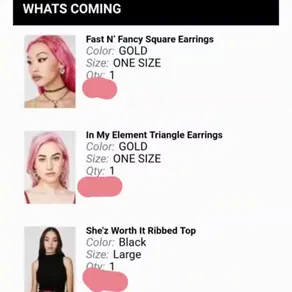 WHATS COMING
Fast N' Fancy Square Earrings
Color: GOLD
Size: ONE SIZE
Qty: 1
In My Element Triangle Earrings
Color: GOLD
Size: ONE SIZE
Qty: 1
She'z Worth It Ribbed Top
Color: Black
Size: Large
Qty: 1